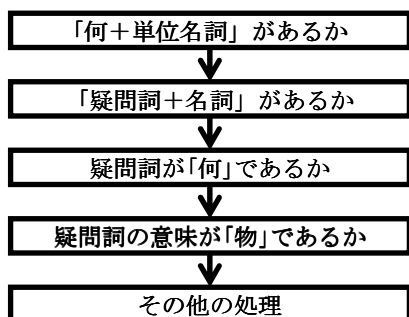 「何＋単位名詞」があるか
「疑問詞＋名詞」があるか
疑問詞が「何」であるか
疑問詞の意味が「物」であるか
その他の処理